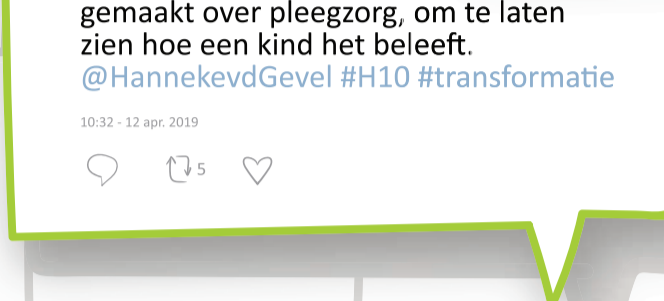 gemaakt over pleegzorg, om te laten
zien hoe een kind het beleeft.
@HannekevdGevel #H10 #transformatie
10:32 - 12 apr. 2019
5